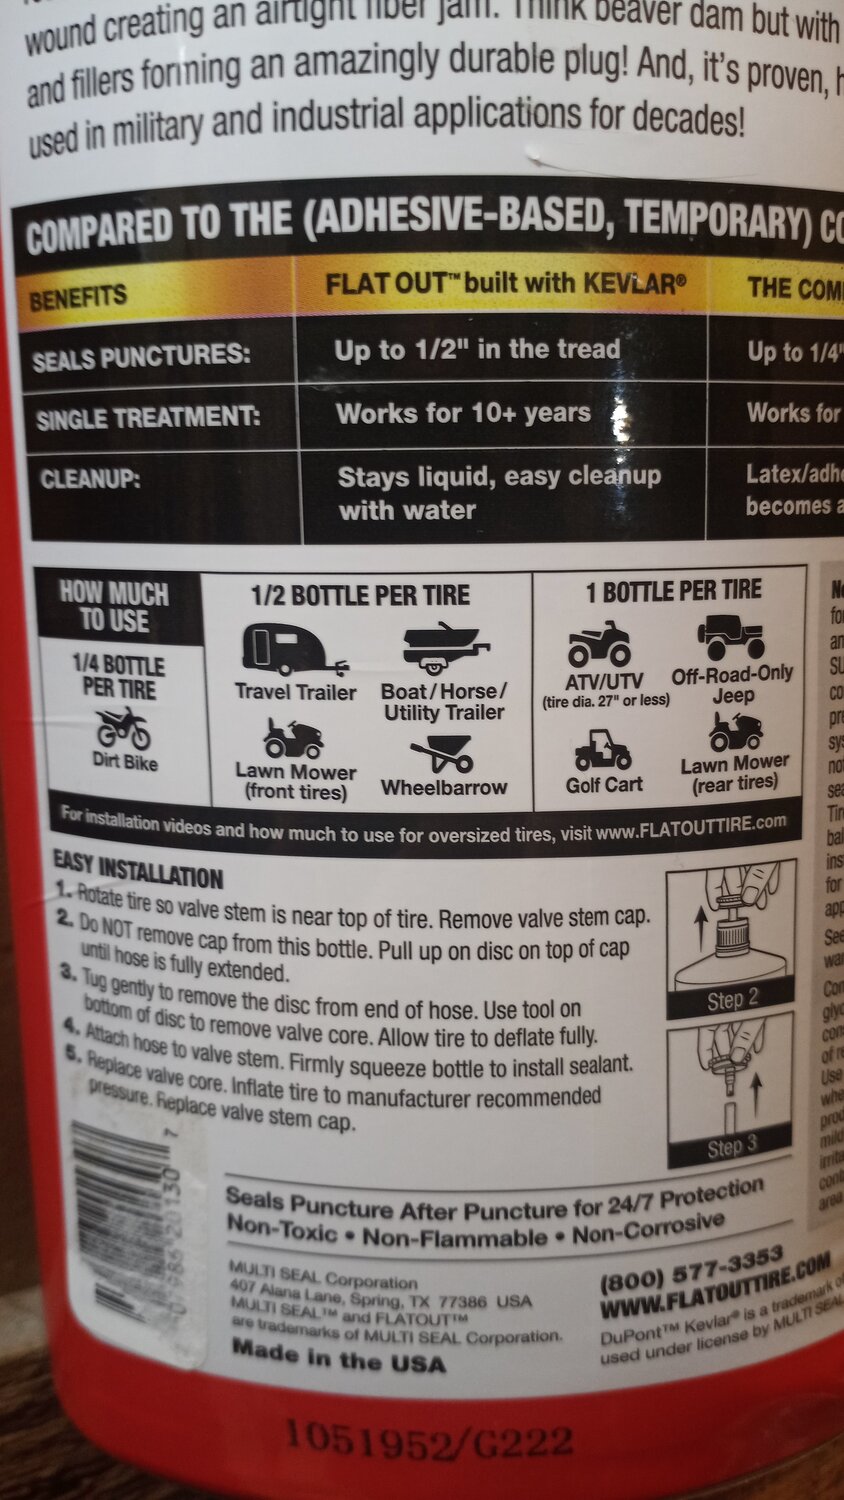 wound creating an airtight fiber jam. Think beaver dam but with
and fillers forming an amazingly durable plug! And, it's proven,
used in military and industrial applications for decades!
COMPARED TO THE (ADHESIVE-BASED, TEMPORARY)
BENEFITS
FLAT OUT™ built with KEVLAR®
THE
SEALS PUNCTURES:
Up to 1/2" in the tread
Up to 1/4"
SINGLE TREATMENT:
Works for 10+ years
Works for
CLEANUP:
Stays liquid, easy cleanup
with water
becomes a
HOW MUCH
TO USE
1/4 BOTTLE
PER TIRE
Dirt Bike
1/2 BOTTLE PER TIRE
Travel Trailer
Boat/Horse/
Utility Trailer
Lawn Mower
(front tires)
Wheelbarrow
1 BOTTLE PER TIRE
ATV/UTV
(tire dia. 27" or less)
Off-Road-Only
Jeep
Golf Cart
Lawn Mower
(rear tires)
For installation videos and how much to use for oversized tires, visit www.FLATOUTTIRE.com
EASY INSTALLATION
1. Rotate tire so valve stem is near top of tire. Remove valve stem cap.
2. Do NOT remove cap from this bottle. Pull up on disc on top of cap
until hose is fully extended.
3. Tug gently to remove the disc from end of hose. Use tool on
bottom of disc to remove valve core. Allow tire to deflate fully.
4. Attach hose to valve stem. Firmly squeeze bottle to install sealant.
5. Replace valve core. Inflate tire to manufacturer recommended
pressure. Replace valve stem cap.
Step 2
Step 3
Seals Puncture After Puncture for 24/7 Protection
Non-Toxic • Non-Flammable • Non-Corrosive
MULTI SEAL Corporation
407 Alana Lane, Spring, TX 77386 USA
MULTI SEAL™ and FLATOUT™
are trademarks of MULTI SEAL Corporation.
Made in the USA
(800) 577-3353
WWW.FLATOUTTIRE.COM
DuPont™ Kevlar® is a trademark of
used under license by MULTI SEAL
1051952/G222